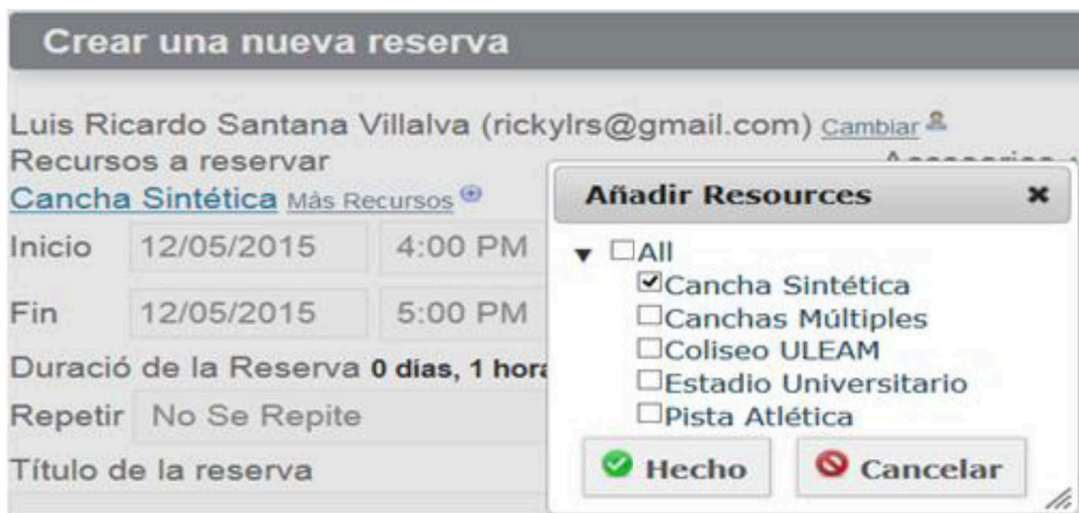 Crear una nueva reserva
Luis Ricardo Santana Villalva (rickylrs@gmail.com) Cambiar
Recursos a reservar
Cancha Sintética Más Recursos
Inicio 12/05/2015 4:00 PM
Fin 12/05/2015 5:00 PM
Duració de la Reserva 0 días, 1 hora
Repetir No Se Repite
Título de la reserva
Añadir Resources
All
Cancha Sintética
Canchas Múltiples
Coliseo ULEAM
Estadio Universitario
Pista Atlética
Hecho Cancelar